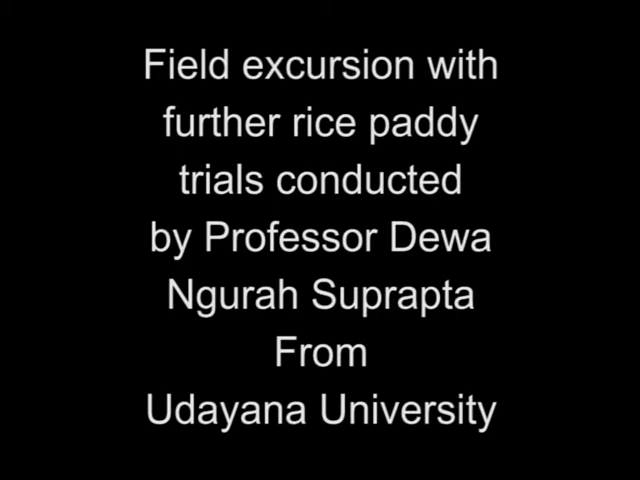 Field excursion with
further rice paddy
trials conducted
by Professor Dewa
Ngurah Suprapta
From
Udayana University